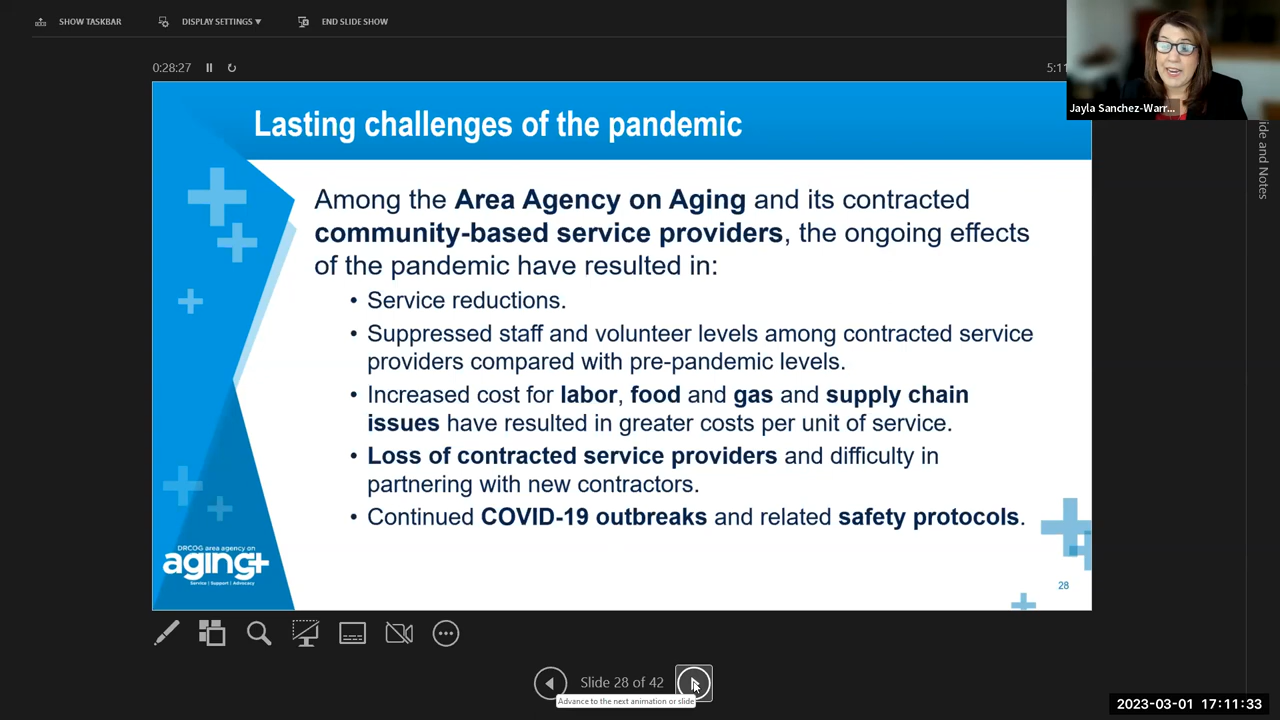 SHOW TASKBAR
DISPLAY SETTINGS ▼
END SLIDE SHOW
0:28:27
5:11
Jayla Sanchez-Warr...
Lasting challenges of the pandemic
Among the Area Agency on Aging and its contracted
community-based service providers, the ongoing effects
of the pandemic have resulted in:
• Service reductions.
• Suppressed staff and volunteer levels among contracted service
providers compared with pre-pandemic levels.
• Increased cost for labor, food and gas and supply chain
issues have resulted in greater costs per unit of service.
• Loss of contracted service providers and difficulty in
partnering with new contractors.
• Continued COVID-19 outbreaks and related safety protocols.
DRCOG area agency on
aging+
Service | Support | Advocacy
28
ide and Notes
Slide 28 of 42
Advance to the next animation or slide
2023-03-01 17:11:33